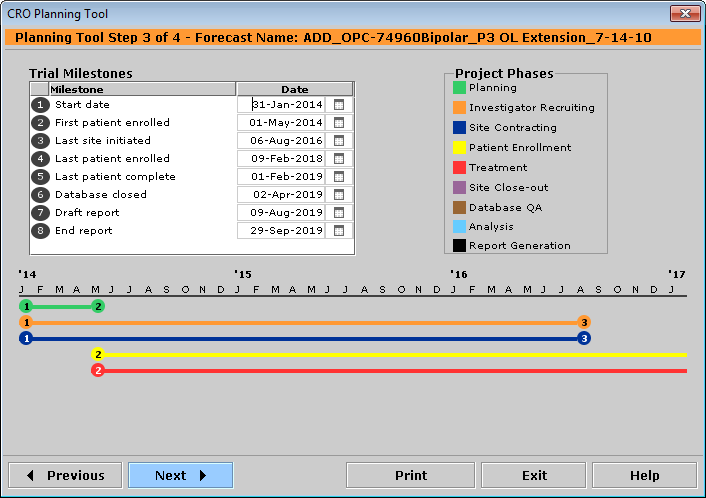 CRO Planning Tool
Planning Tool Step 3 of 4 - Forecast Name: ADD_OPC-74960Bipolar_P3 OL Extension_7-14-10
Trial Milestones
Milestone Date
1 Start date 31-Jan-2014
2 First patient enrolled 01-May-2014
3 Last site initiated 06-Aug-2016
4 Last patient enrolled 09-Feb-2018
5 Last patient complete 01-Feb-2019
6 Database closed 02-Apr-2019
7 Draft report 09-Aug-2019
8 End report 29-Sep-2019
Project Phases
Planning
Investigator Recruiting
Site Contracting
Patient Enrollment
Treatment
Site Close-out
Database QA
Analysis
Report Generation
'14 '15 '16 '17
J F M A M J J A S O N D J F M A M J J A S O N D J F M A M J J A S O N D J
1 2
1 3
1 3
2
2
Previous Next Print Exit Help